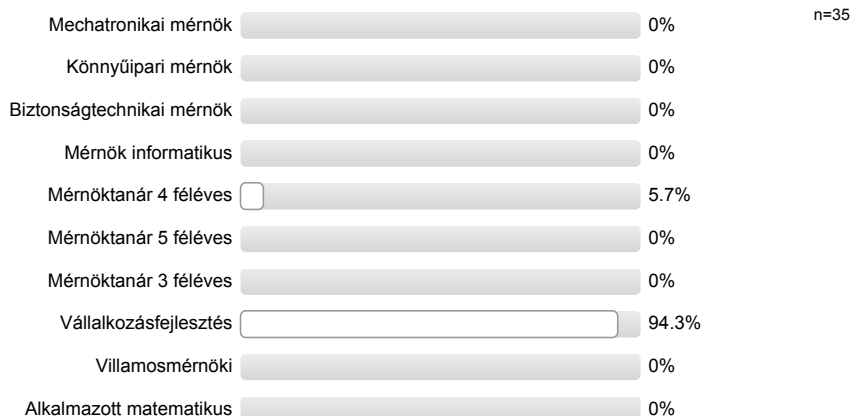 Mechatronikai mérnök 0% n=35
Könnyűipari mérnök 0%
Biztonságtechnikai mérnök 0%
Mérnök informatikus 0%
Mérnöktanár 4 féléves 5.7%
Mérnöktanár 5 féléves 0%
Mérnöktanár 3 féléves 0%
Vállalkozásfejlesztés 94.3%
Villamosmérnöki 0%
Alkalmazott matematikus 0%